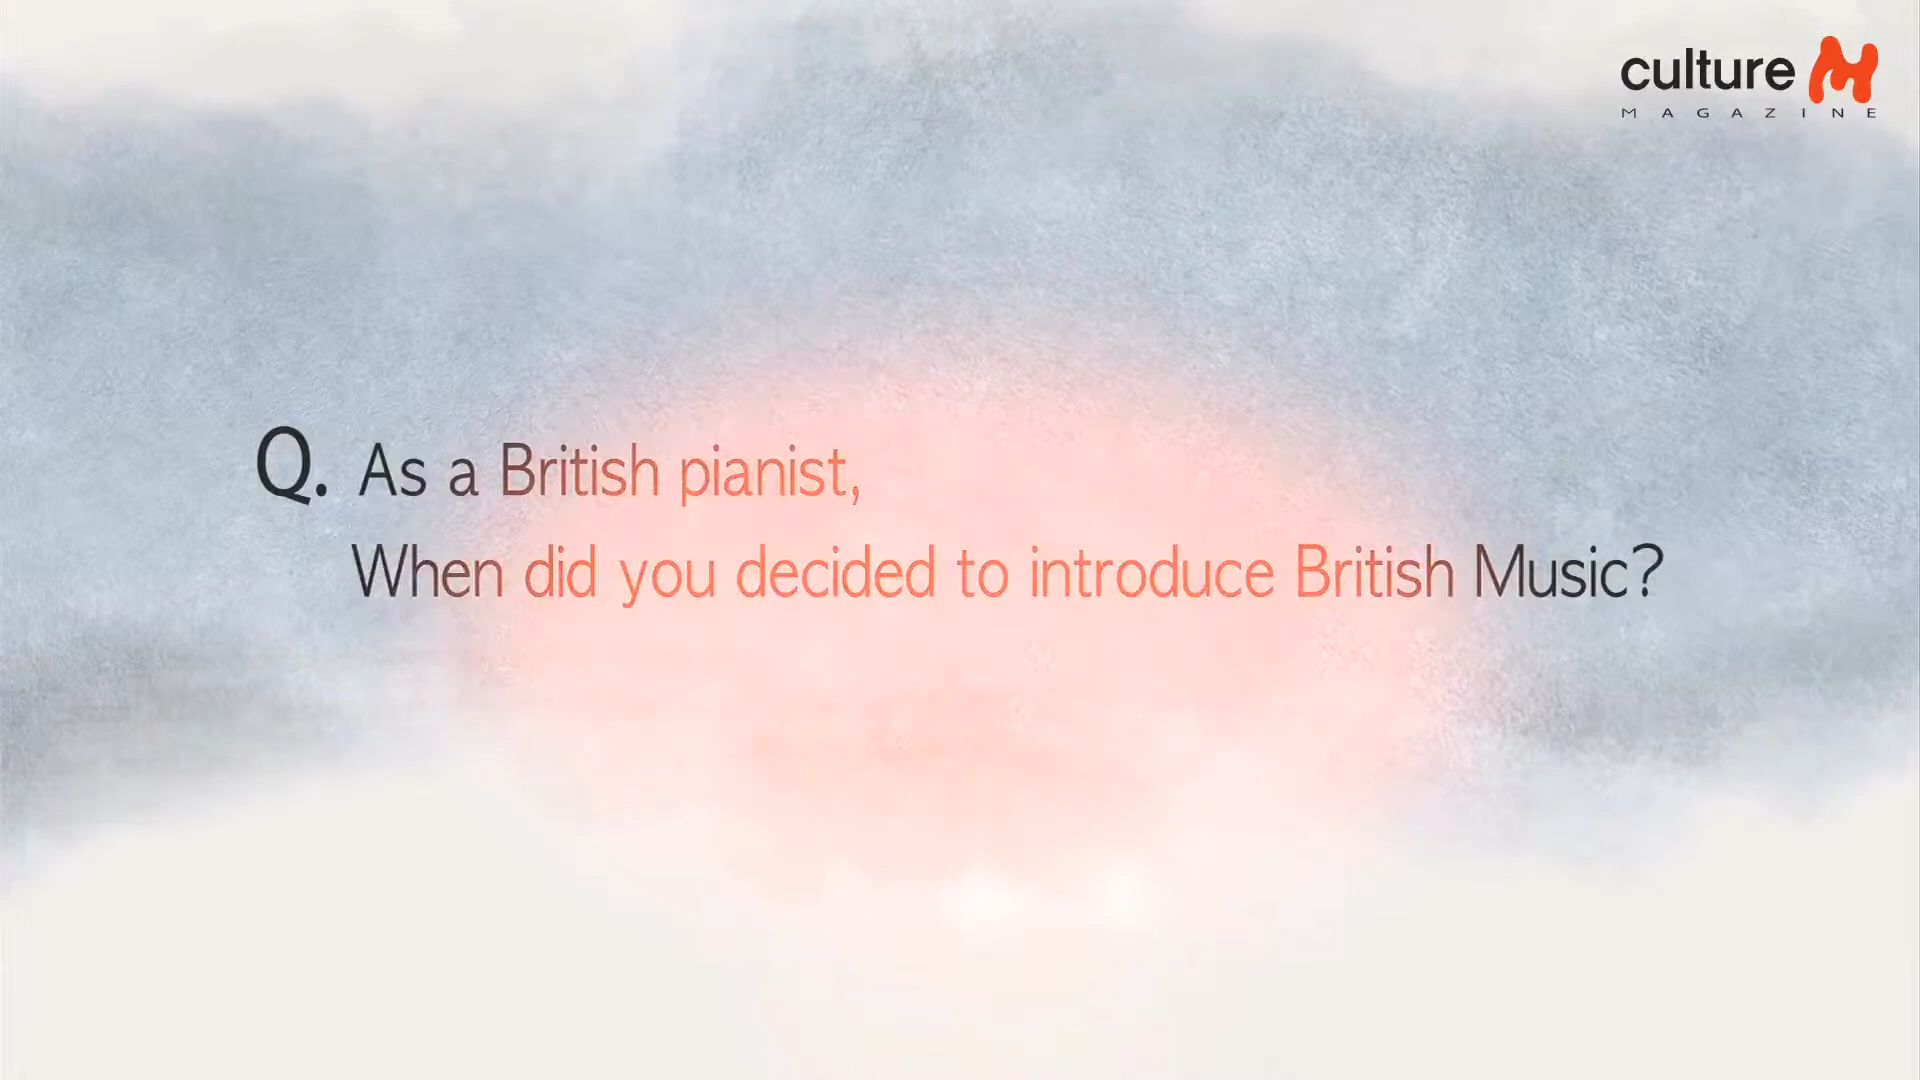 culture M
MAGAZINE
Q. As a British pianist,
When did you decided to introduce British Music?